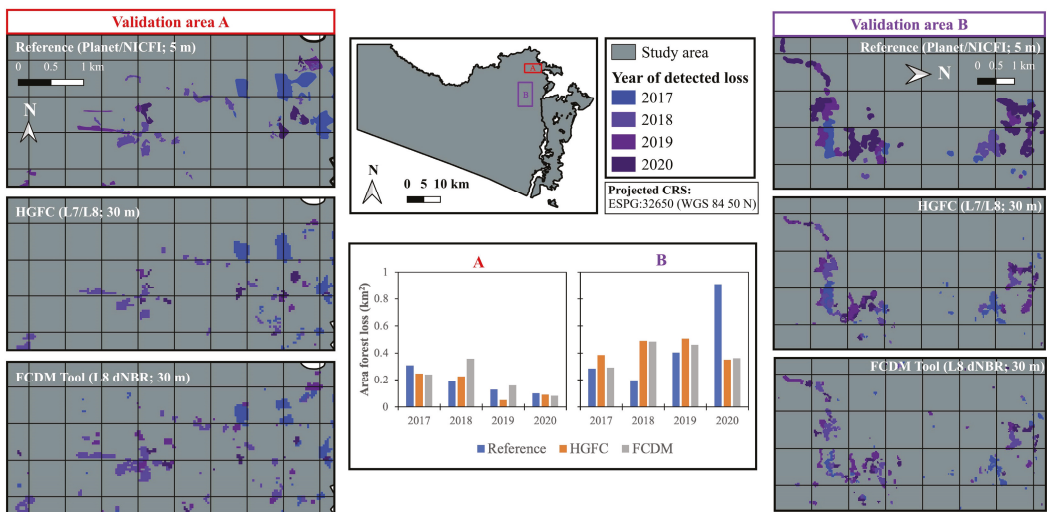 Validation area A
Reference (Planet/NICFI; 5 m)
0 0.5 1 km
N
HGFC (L7/L8; 30 m)
FCDM Tool (L8 dNBR; 30 m)
A
B
N
0 5 10 km
Study area
Year of detected loss
2017
2018
2019
2020
Projected CRS:
ESPG:32650 (WGS 84 50 N)
A
B
Area forest loss (km²)
1
0.8
0.6
0.4
0.2
0
2017 2018 2019 2020
2017 2018 2019 2020
Reference HGFC FCDM
Validation area B
Reference (Planet/NICFI; 5 m)
N
0 0.5 1 km
HGFC (L7/L8; 30 m)
FCDM Tool (L8 dNBR; 30 m)